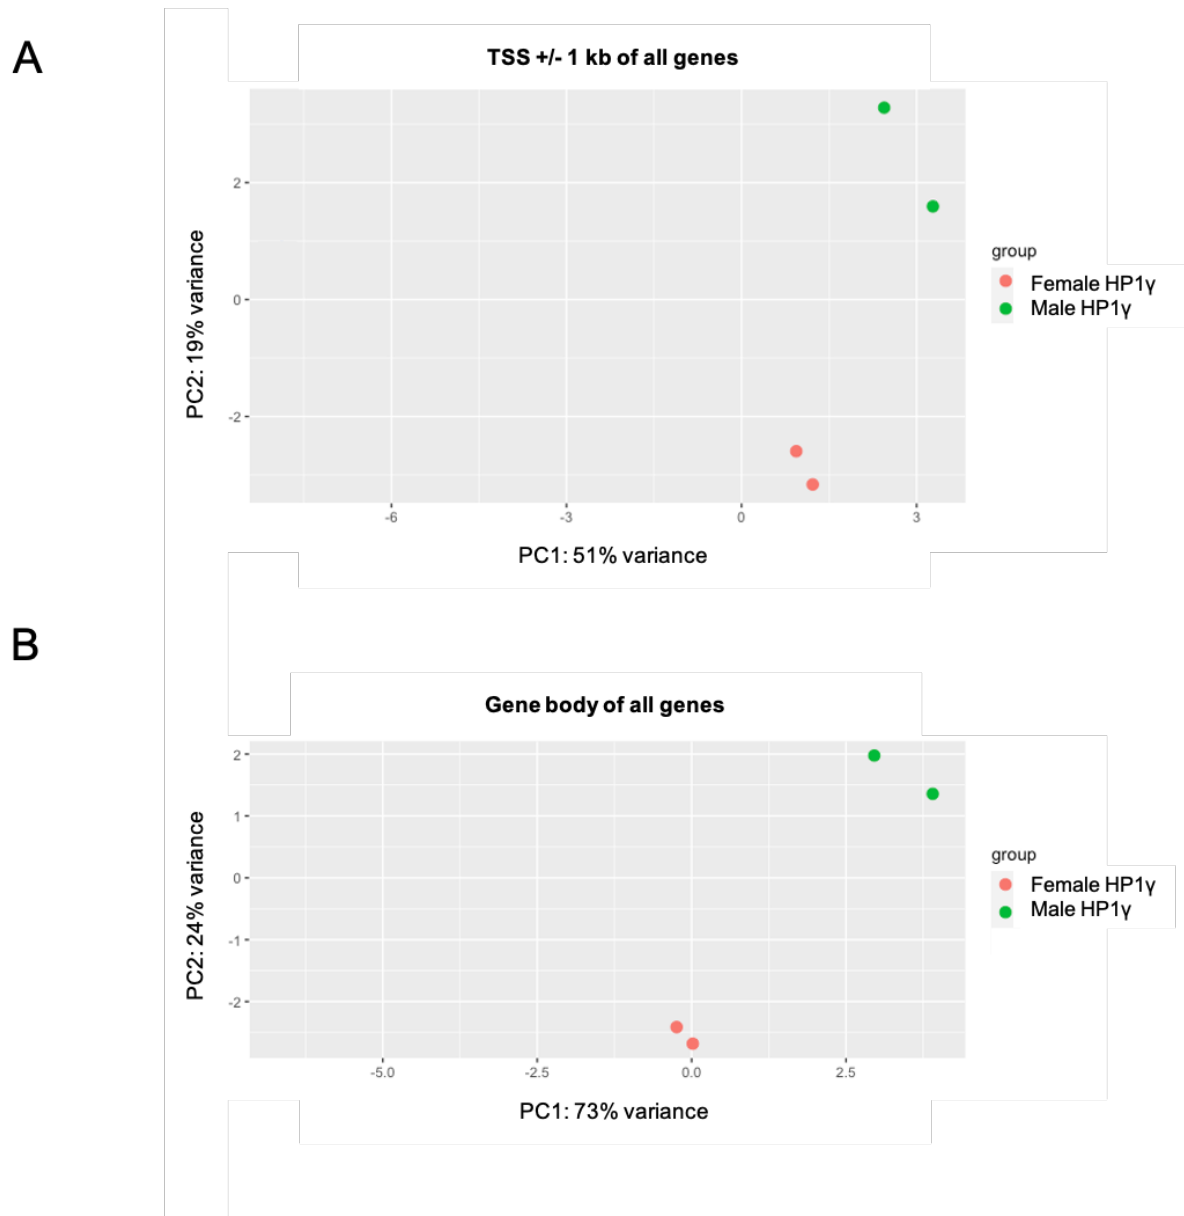 A
TSS +/- 1 kb of all genes
2
0
-2
PC2: 19% variance
-6
-3
0
3
PC1: 51% variance
group
Female HP1γ
Male HP1γ
B
Gene body of all genes
2
1
0
-1
-2
PC2: 24% variance
-5.0
-2.5
0.0
2.5
PC1: 73% variance
group
Female HP1γ
Male HP1γ